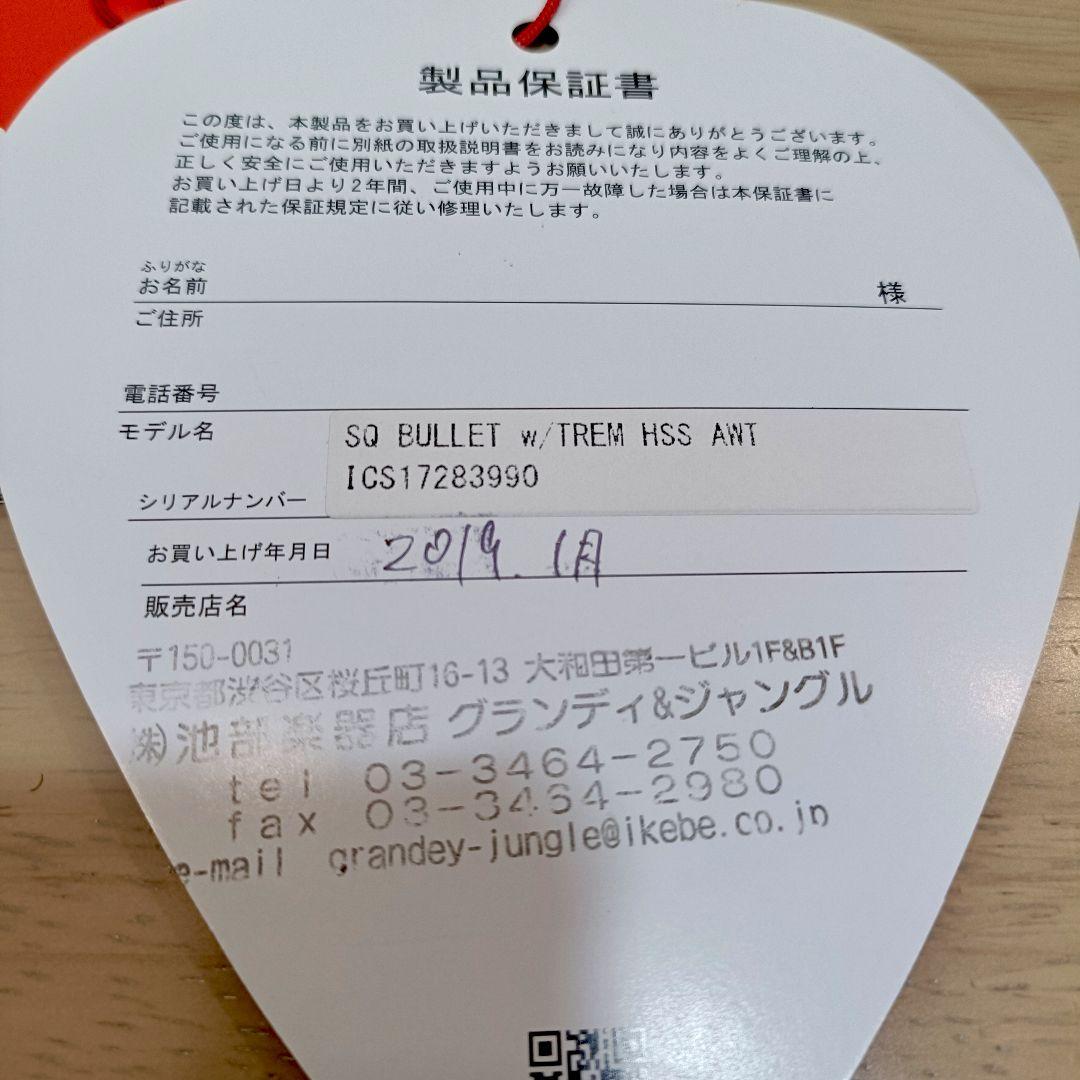 製品保証書
この度は、本製品をお買い上げいただきまして誠にありがとうございます。
ご使用になる前に別紙の取扱説明書をお読みになり内容をよくご理解の上、
正しく安全にご使用いただきますようお願いいたします。
お買い上げ日より2年間、ご使用中に万一故障した場合は本保証書に
記載された保証規定に従い修理いたします。
ふりがな
お名前 様
ご住所
電話番号
モデル名 SQ BULLET w/TREM HSS AWT
ICS17283990
シリアルナンバー
お買い上げ年月日 2019.1月
販売店名
〒150-0031
東京都渋谷区桜丘町16-13 大和田第一ビル1F&B1F
㈱池部楽器店 グランディ&ジャングル
tel 03-3464-2750
fax 03-3464-2980
e-mail grandey-jungle@ikebe.co.jp